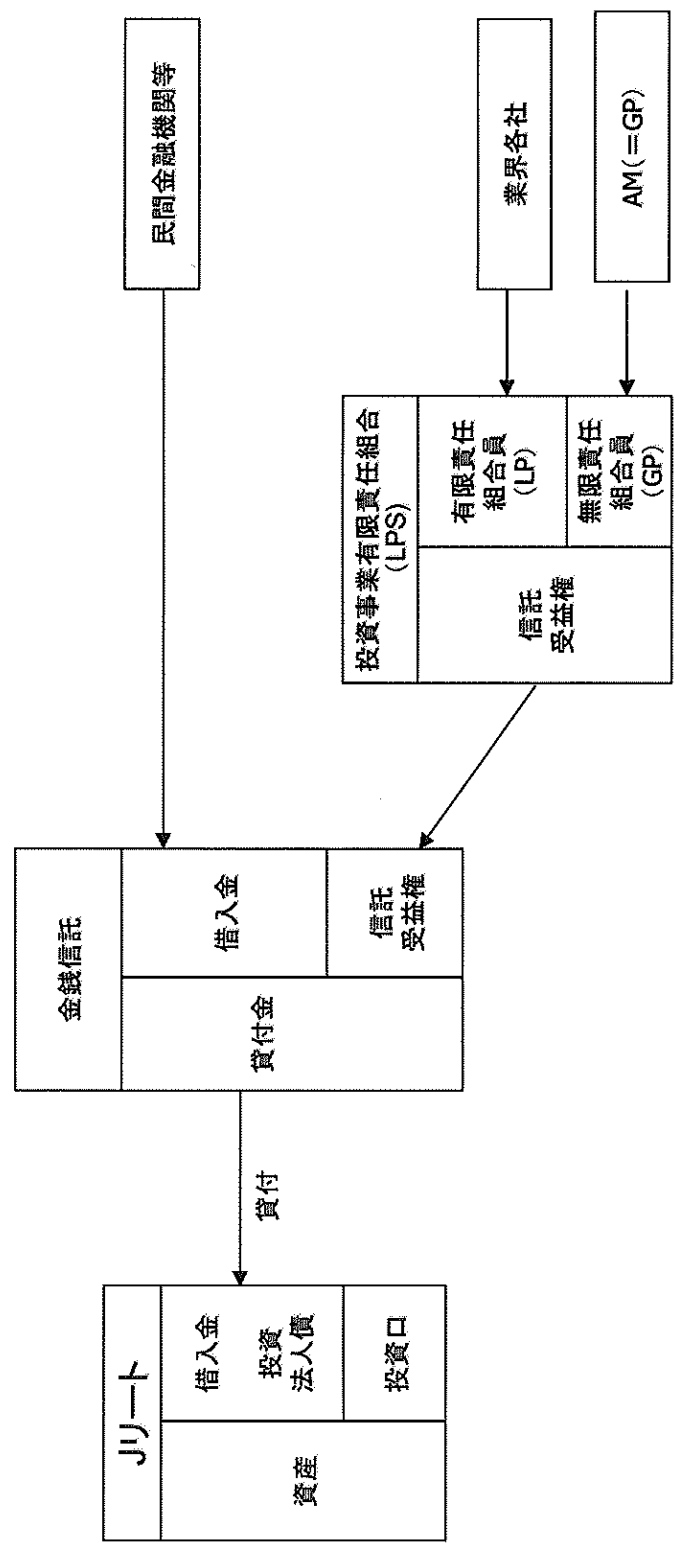 Jリート
資産
借入金
投資
法人債
投資口
貸付
金銭信託
貸付金
借入金
信託
受益権
投資事業有限責任組合
(LPS)
信託
受益権
有限責任
組合員
(LP)
無限責任
組合員
(GP)
民間金融機関等
業界各社
AM(=GP)